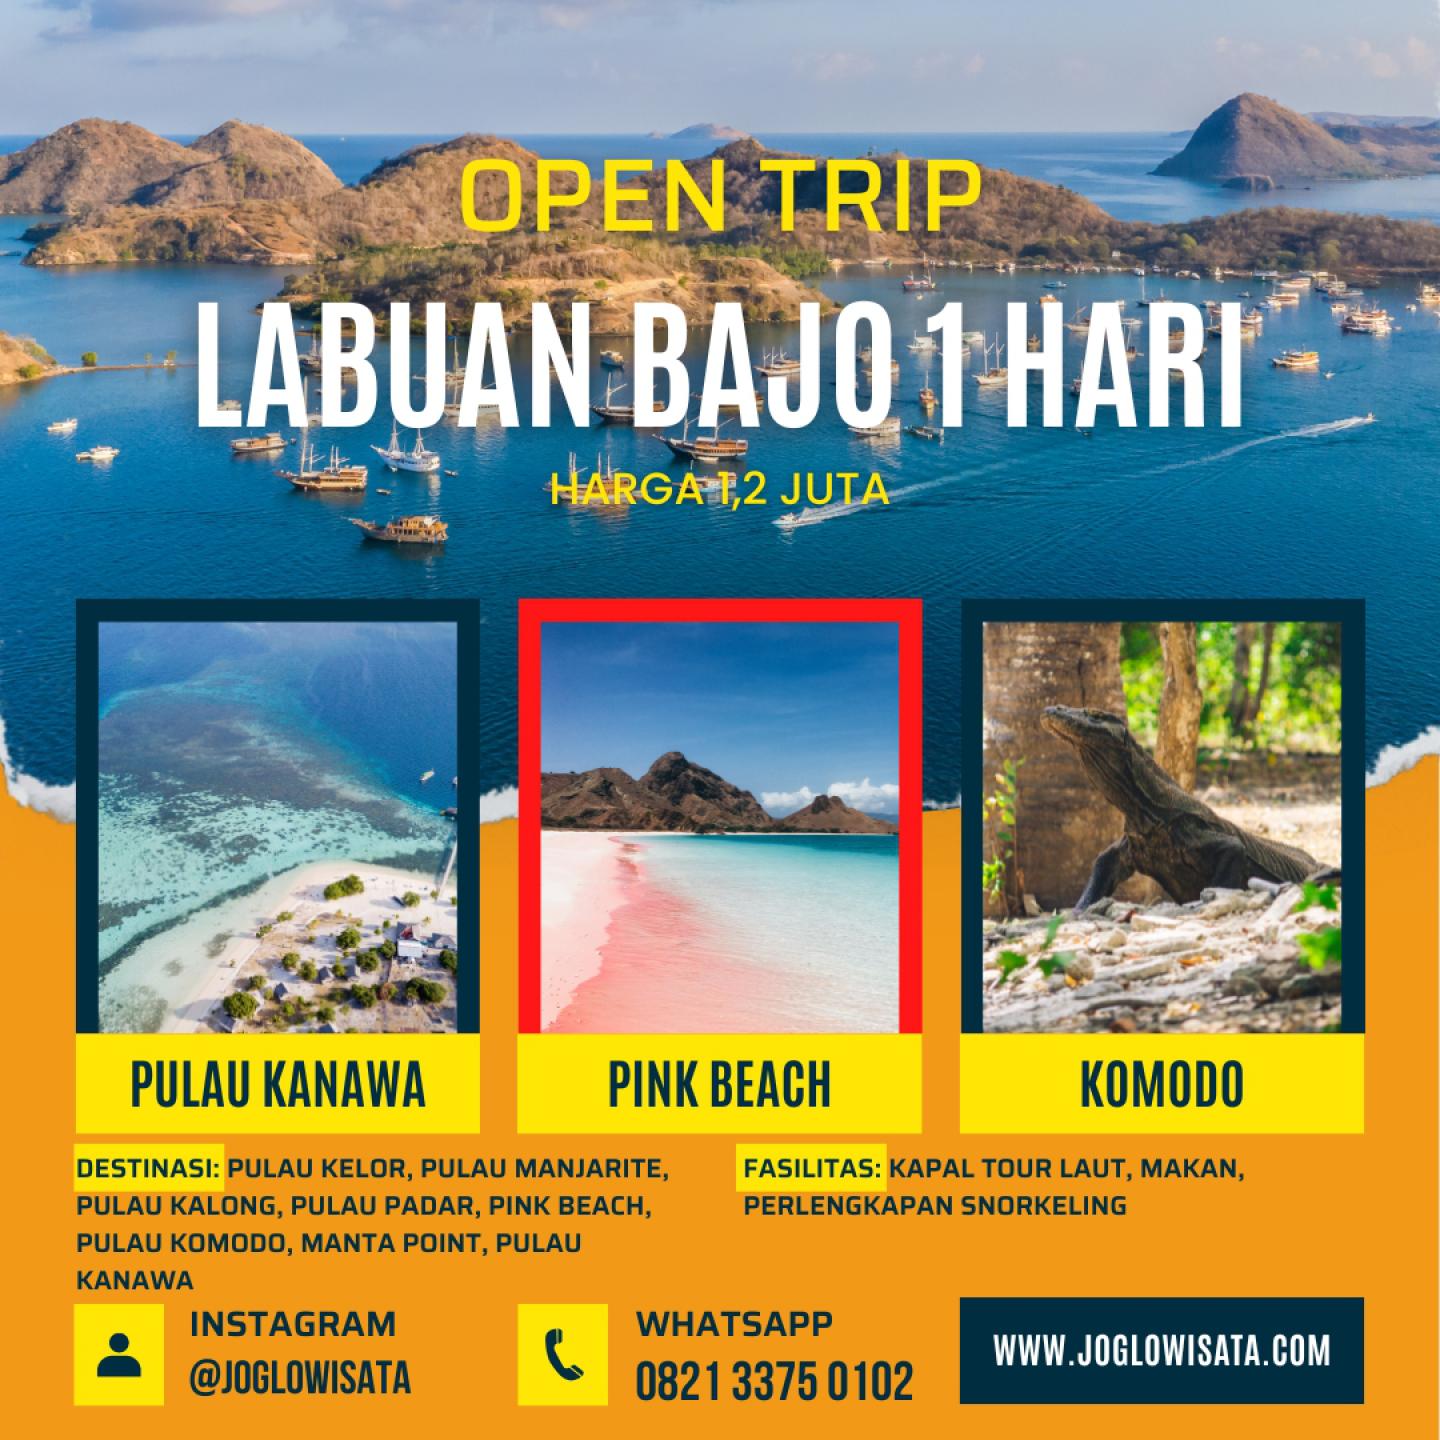 OPEN TRIP
LABUAN BAJO 1 HARI
HARGA 1,2 JUTA
PULAU KANAWA
PINK BEACH
KOMODO
DESTINASI: PULAU KELOR, PULAU MANJARITE,
PULAU KALONG, PULAU PADAR, PINK BEACH,
PULAU KOMODO, MANTA POINT, PULAU
KANAWA
FASILITAS: KAPAL TOUR LAUT, MAKAN,
PERLENGKAPAN SNORKELING
INSTAGRAM
@JOGLOWISATA
WHATSAPP
0821 3375 0102
WWW.JOGLOWISATA.COM